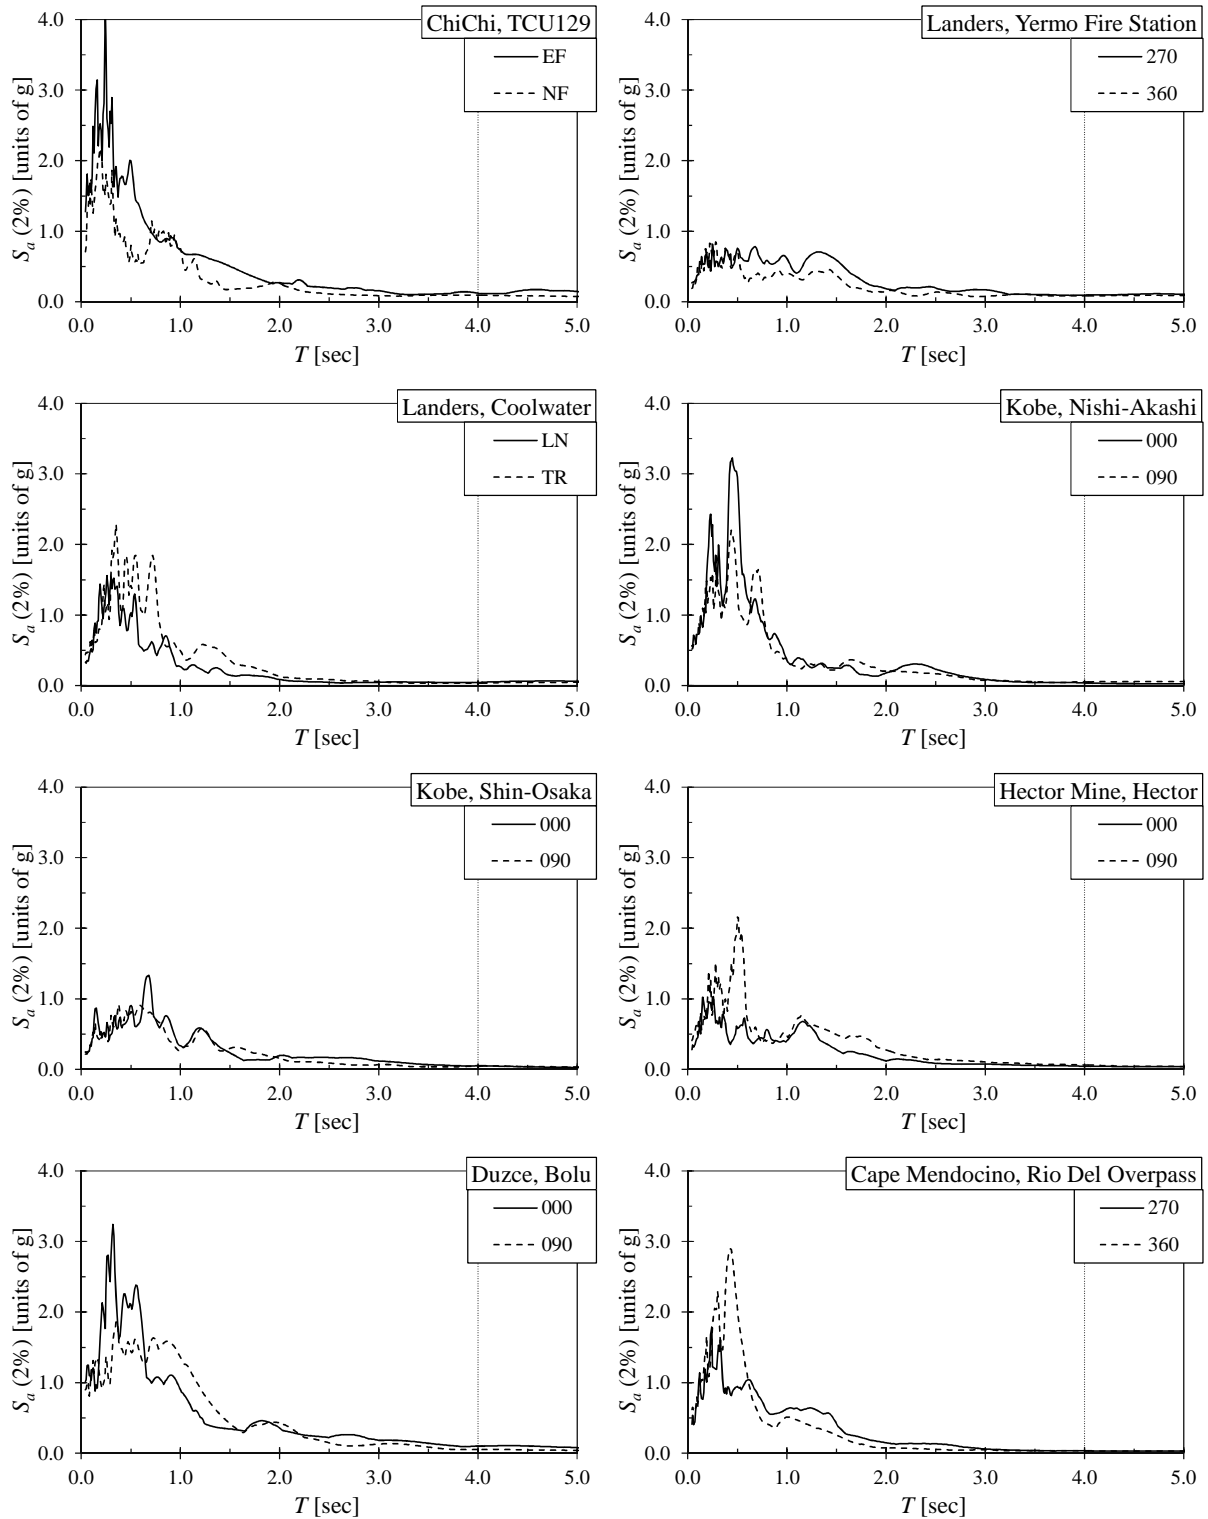 ChiChi, TCU129
EF
NF
4.0
3.0
2.0
1.0
0.0
Sa (2%) [units of g]
0.0 1.0 2.0 3.0 4.0 5.0
T [sec]
Landers, Yermo Fire Station
270
360
4.0
3.0
2.0
1.0
0.0
Sa (2%) [units of g]
0.0 1.0 2.0 3.0 4.0 5.0
T [sec]
Landers, Coolwater
LN
TR
4.0
3.0
2.0
1.0
0.0
Sa (2%) [units of g]
0.0 1.0 2.0 3.0 4.0 5.0
T [sec]
Kobe, Nishi-Akashi
000
090
4.0
3.0
2.0
1.0
0.0
Sa (2%) [units of g]
0.0 1.0 2.0 3.0 4.0 5.0
T [sec]
Kobe, Shin-Osaka
000
090
4.0
3.0
2.0
1.0
0.0
Sa (2%) [units of g]
0.0 1.0 2.0 3.0 4.0 5.0
T [sec]
Hector Mine, Hector
000
090
4.0
3.0
2.0
1.0
0.0
Sa (2%) [units of g]
0.0 1.0 2.0 3.0 4.0 5.0
T [sec]
Duzce, Bolu
000
090
4.0
3.0
2.0
1.0
0.0
Sa (2%) [units of g]
0.0 1.0 2.0 3.0 4.0 5.0
T [sec]
Cape Mendocino, Rio Del Overpass
270
360
4.0
3.0
2.0
1.0
0.0
Sa (2%) [units of g]
0.0 1.0 2.0 3.0 4.0 5.0
T [sec]